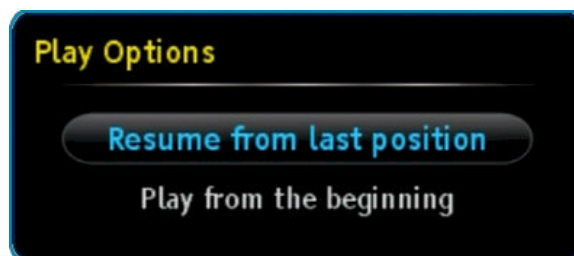 Play Options
Resume from last position
Play from the beginning